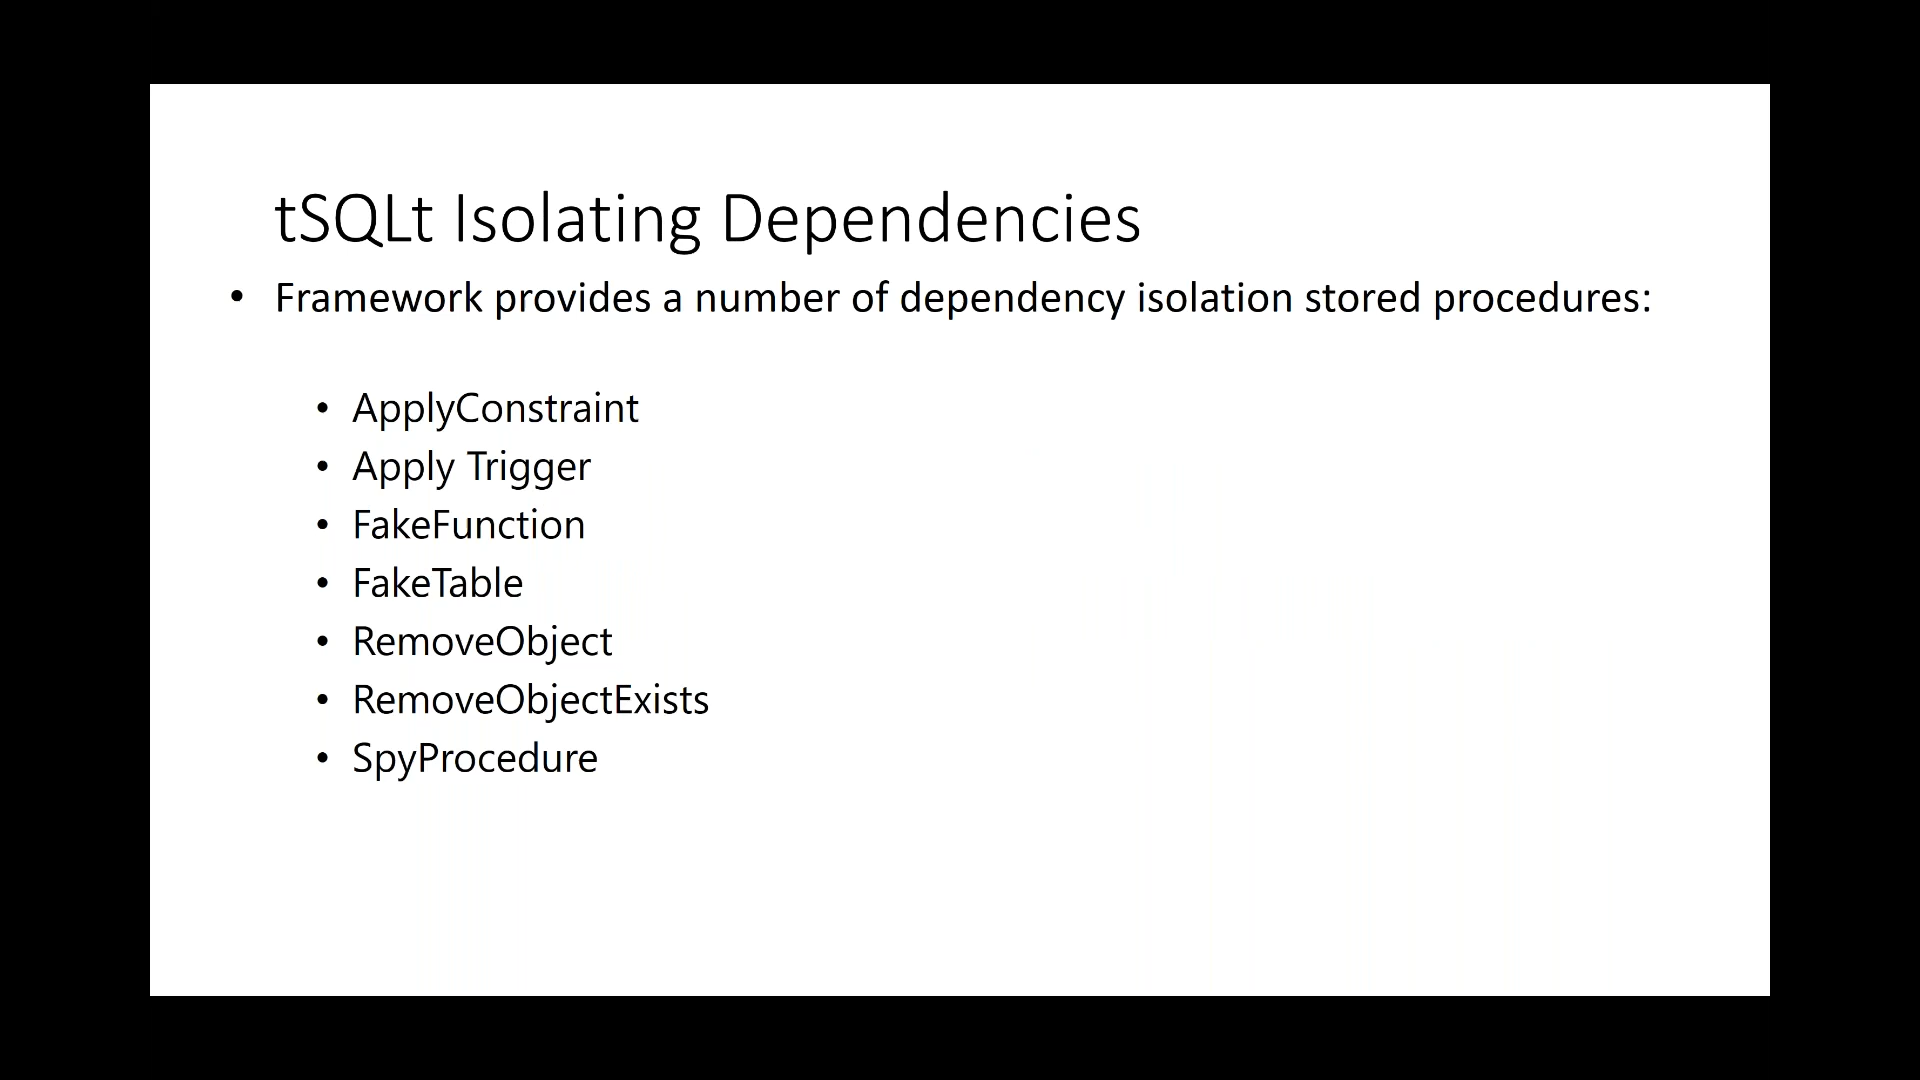 tSQLt Isolating Dependencies
• Framework provides a number of dependency isolation stored procedures:
• ApplyConstraint
• Apply Trigger
• FakeFunction
• FakeTable
• RemoveObject
• RemoveObjectExists
• SpyProcedure